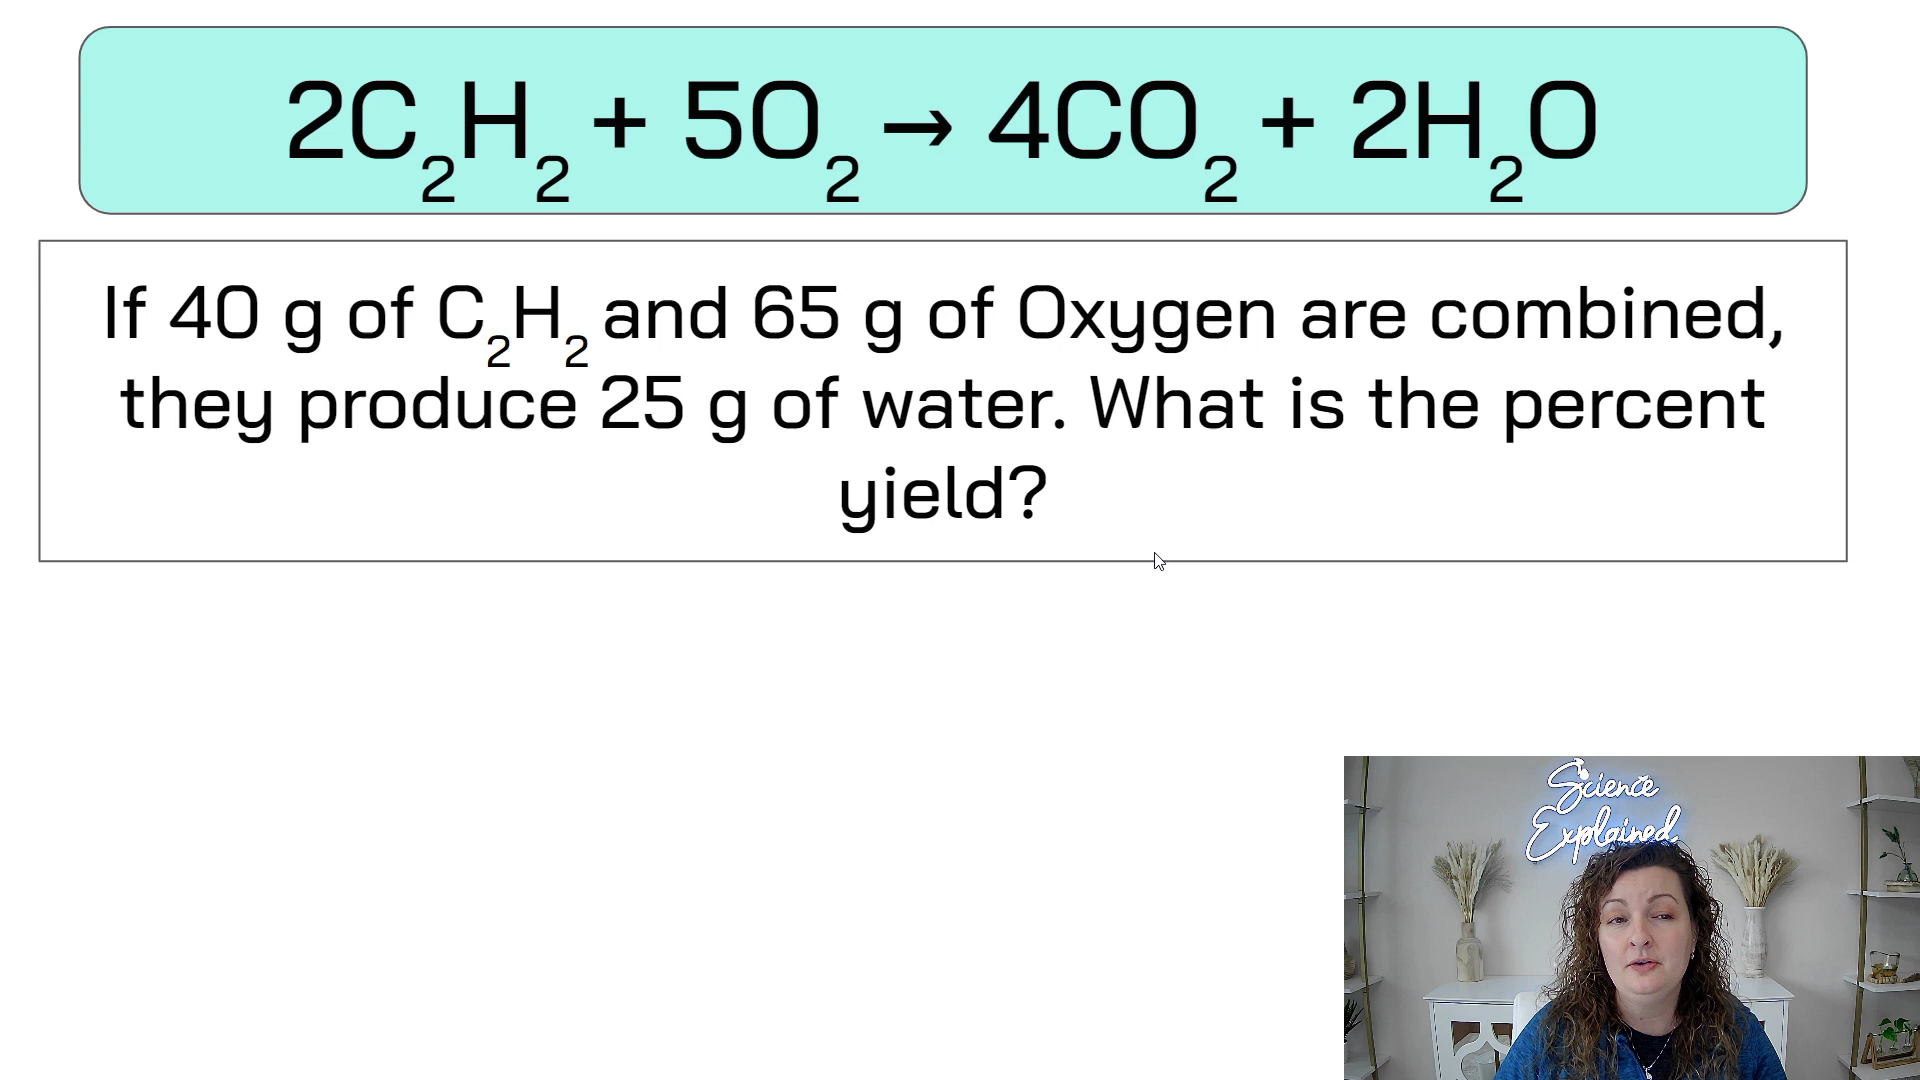 2C₂H₂ + 5O₂ → 4CO₂ + 2H₂O
If 40 g of C₂H₂ and 65 g of Oxygen are combined,
they produce 25 g of water. What is the percent
yield?
Science
Explained